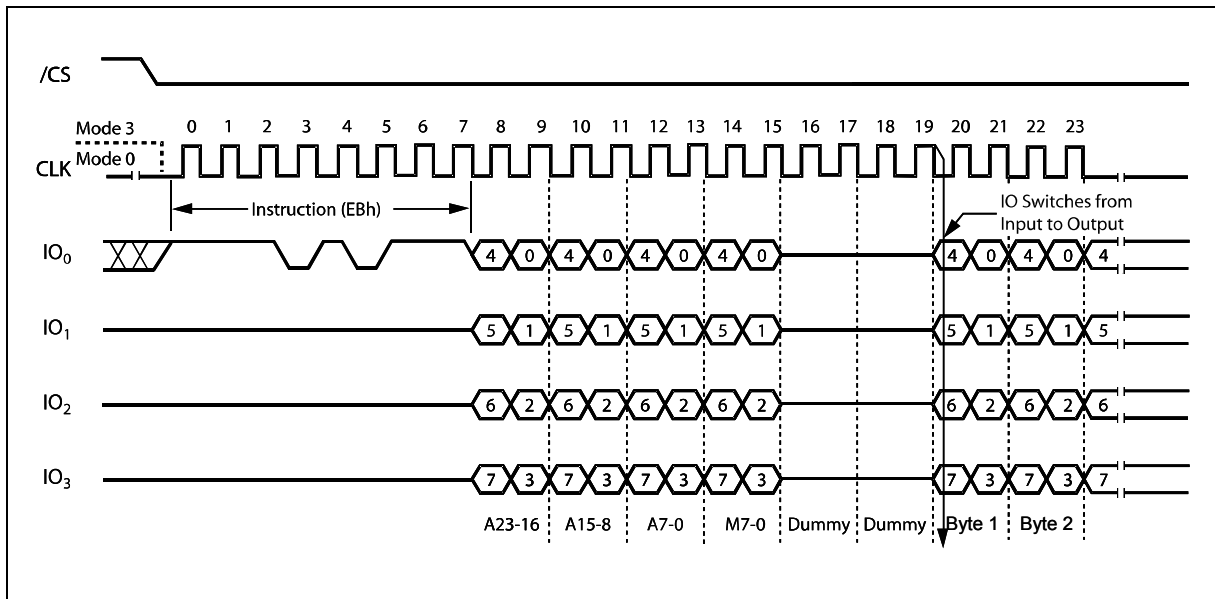 /CS
Mode 3
0 1 2 3 4 5 6 7 8 9 10 11 12 13 14 15 16 17 18 19 20 21 22 23
CLK
Mode 0
Instruction (EBh)
IO Switches from
Input to Output
IO₀
4 0 4 0 4 0 4 0 4 0 4 0 4
IO₁
5 1 5 1 5 1 5 1 5 1 5 1 5
IO₂
6 2 6 2 6 2 6 2 6 2 6 2 6
IO₃
7 3 7 3 7 3 7 3 7 3 7 3 7
A23-16 A15-8 A7-0 M7-0 Dummy Dummy Byte 1 Byte 2